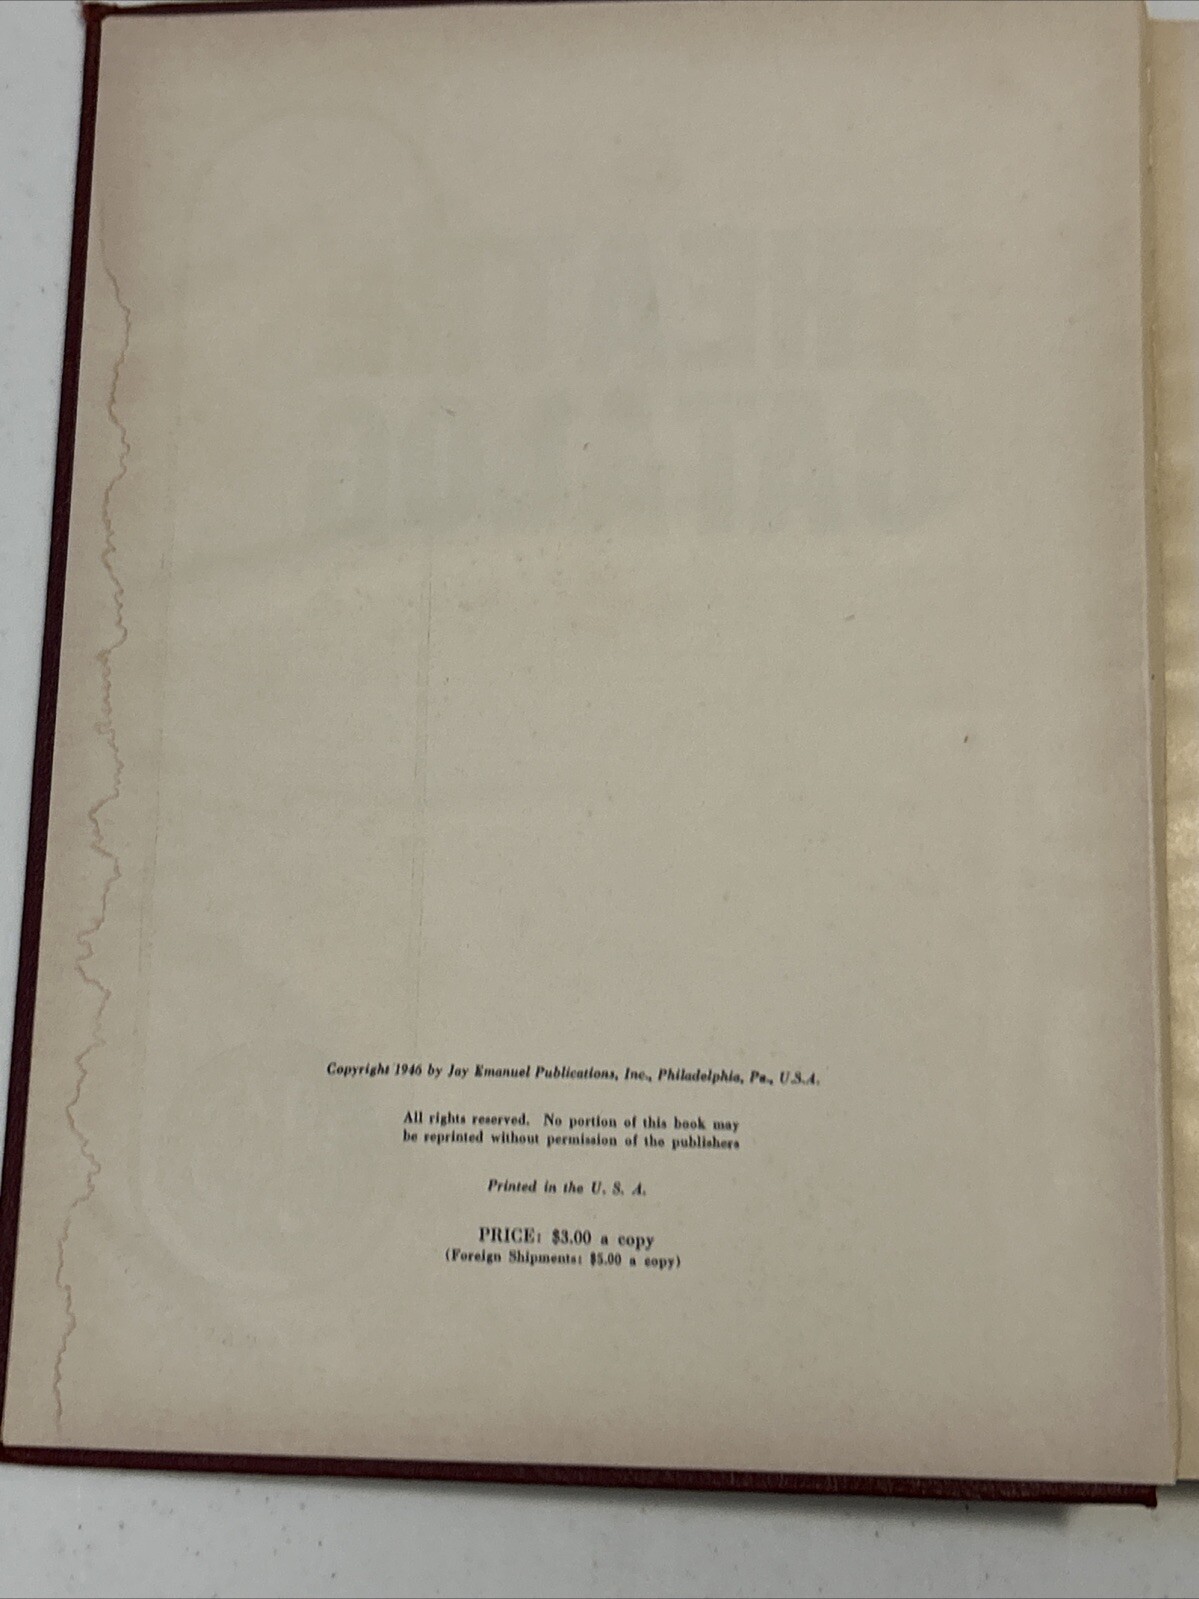 Copyright 1946 by Jay Emanuel Publications, Inc., Philadelphia, Pa., U.S.A.
All rights reserved. No portion of this book may
be reprinted without permission of the publishers
Printed in the U. S. A.
PRICE: $3.00 a copy
(Foreign Shipments: $5.00 a copy)